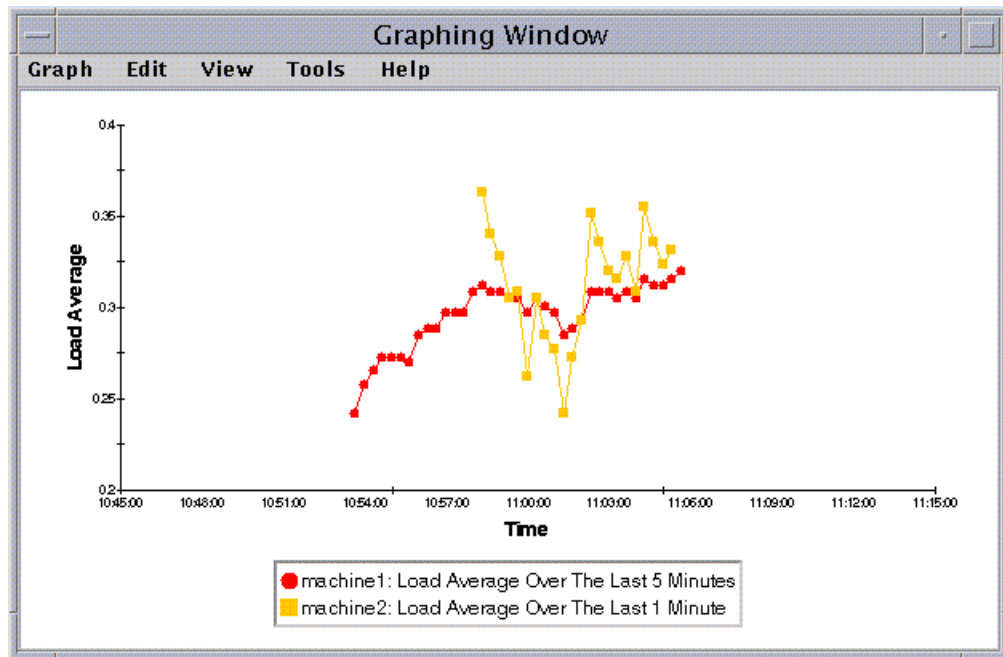 Graphing Window
Graph Edit View Tools Help
0.4
0.35
0.3
0.25
0.2
Load Average
10:45:00 10:48:00 10:51:00 10:54:00 10:57:00 11:00:00 11:03:00 11:06:00 11:09:00 11:12:00 11:15:00
Time
machine1: Load Average Over The Last 5 Minutes
machine2: Load Average Over The Last 1 Minute